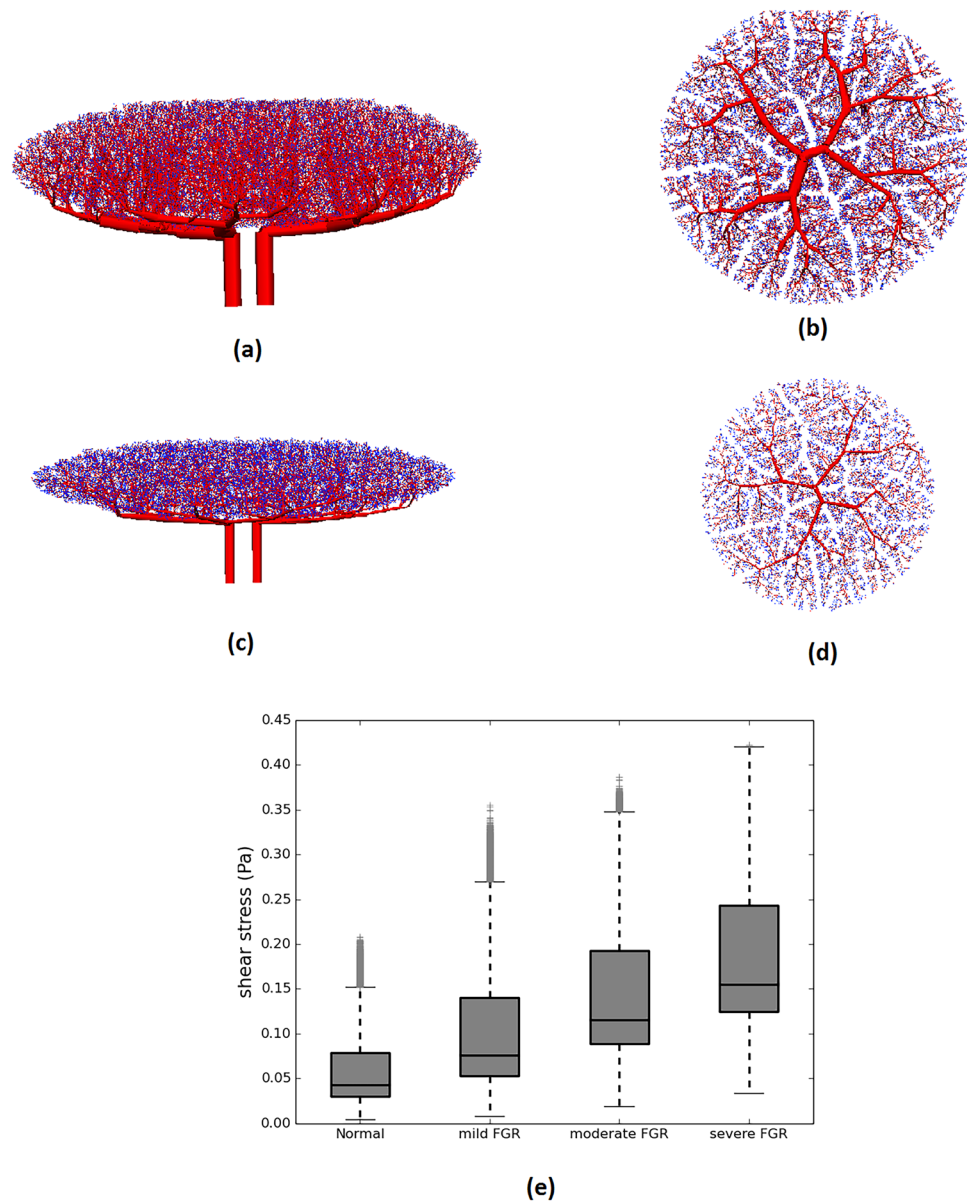 (a)
(b)
(c)
(d)
0.45
0.40
0.35
0.30
0.25
0.20
0.15
0.10
0.05
0.00
shear stress (Pa)
Normal
mild FGR
moderate FGR
severe FGR
(e)